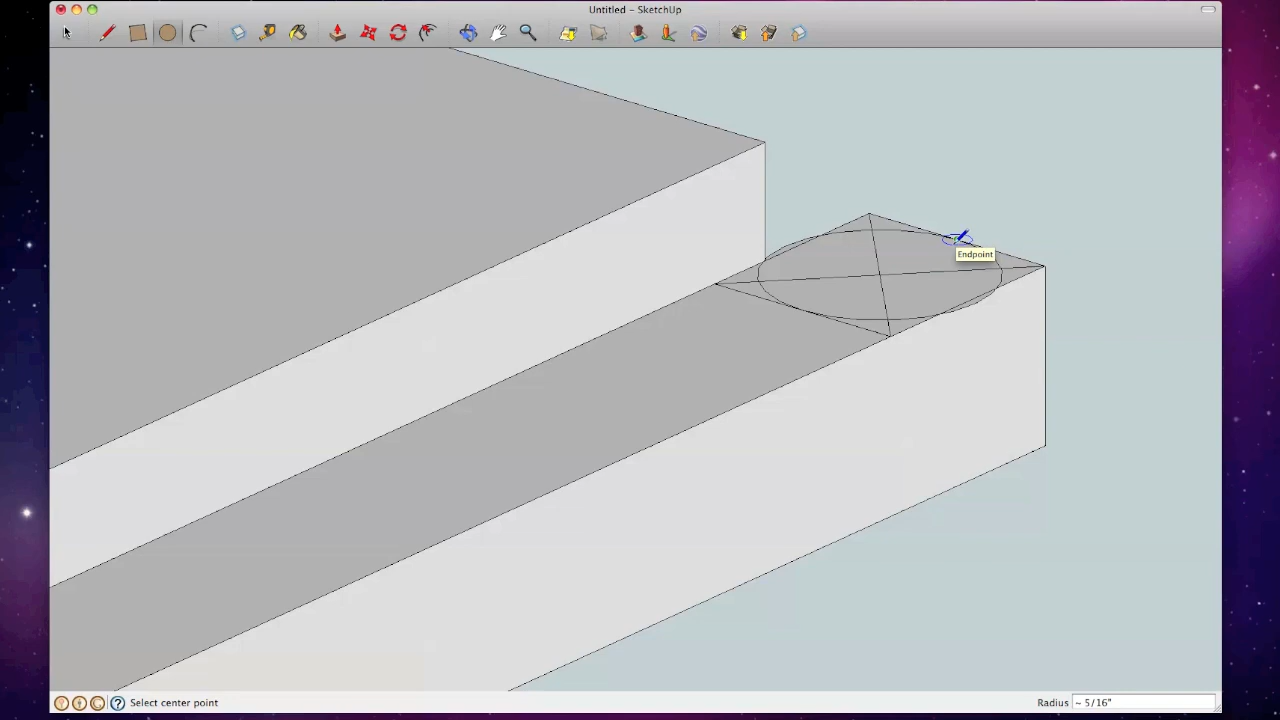 Untitled – SketchUp
Endpoint
Select center point
Radius ~ 5/16"